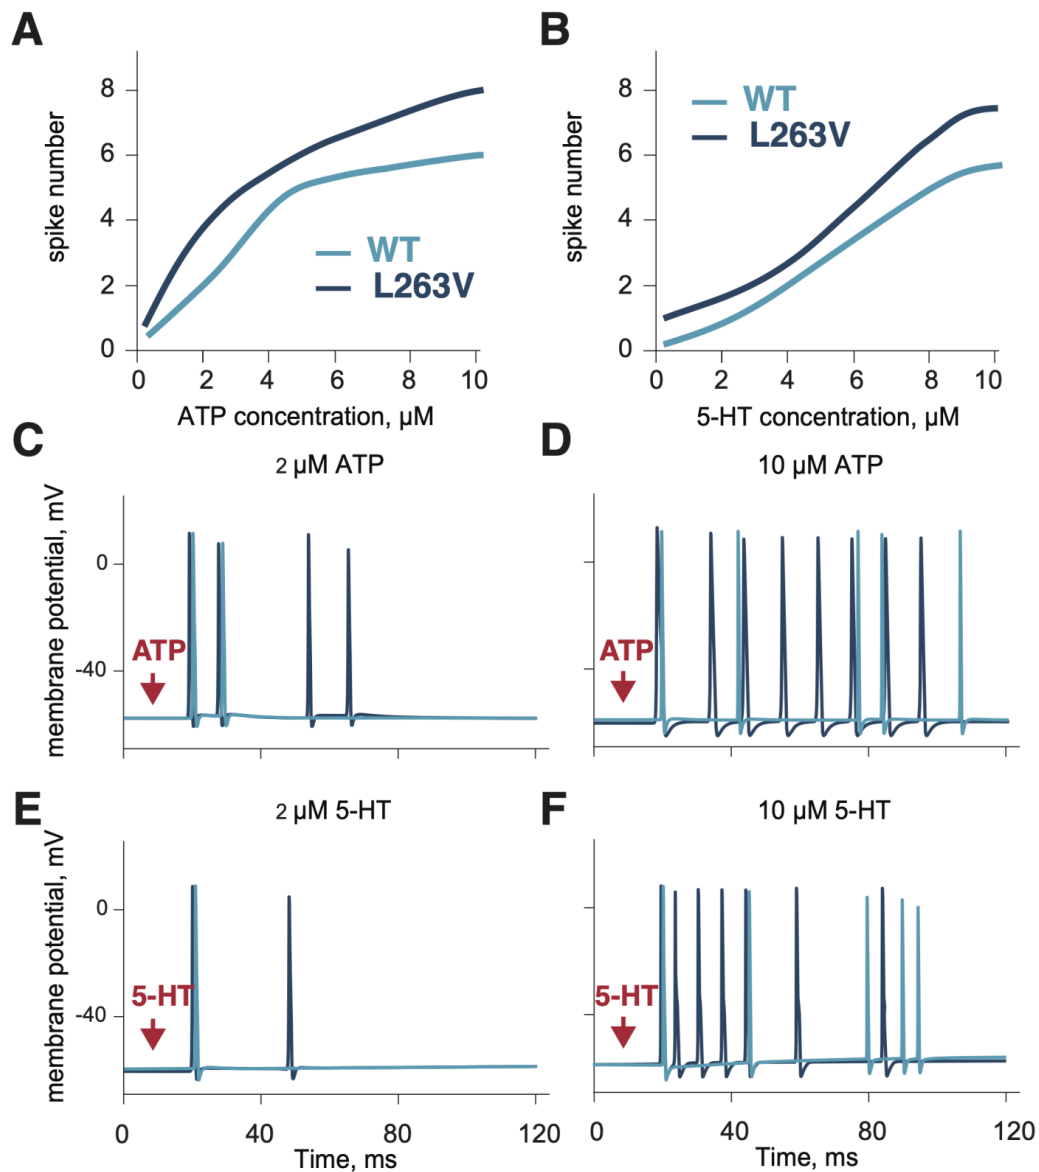 A
B
spike number
8
6
4
2
0
WT
L263V
0 2 4 6 8 10
ATP concentration, µM
spike number
8
6
4
2
0
WT
L263V
0 2 4 6 8 10
5-HT concentration, µM
C
D
2 µM ATP
10 µM ATP
membrane potential, mV
0
-40
ATP
ATP
E
F
2 µM 5-HT
10 µM 5-HT
membrane potential, mV
0
-40
5-HT
5-HT
0 40 80 120
Time, ms
0 40 80 120
Time, ms